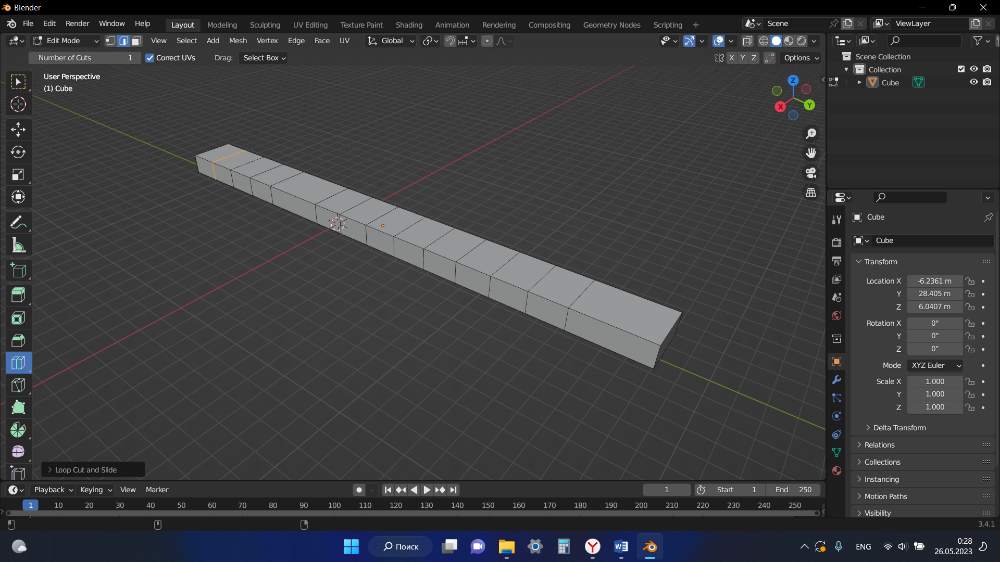 Blender
File Edit Render Window Help Layout Modeling Sculpting UV Editing Texture Paint Shading Animation Rendering Compositing Geometry Nodes Scripting + Scene ViewLayer
Edit Mode View Select Add Mesh Vertex Edge Face UV Global
Number of Cuts 1 Correct UVs Drag: Select Box X Y Z Options
User Perspective
(1) Cube
Z
Y
X
Scene Collection
Collection
Cube
Cube
Cube
Transform
Location X -6.2361 m
Y 28.405 m
Z 6.0407 m
Rotation X 0°
Y 0°
Z 0°
Mode XYZ Euler
Scale X 1.000
Y 1.000
Z 1.000
Delta Transform
Relations
Collections
Instancing
Motion Paths
Visibility
Loop Cut and Slide
Playback Keying View Marker 1 Start 1 End 250
1 10 20 30 40 50 60 70 80 90 100 110 120 130 140 150 160 170 180 190 200 210 220 230 240 250
3.4.1
Поиск
ENG
0:28
26.05.2023